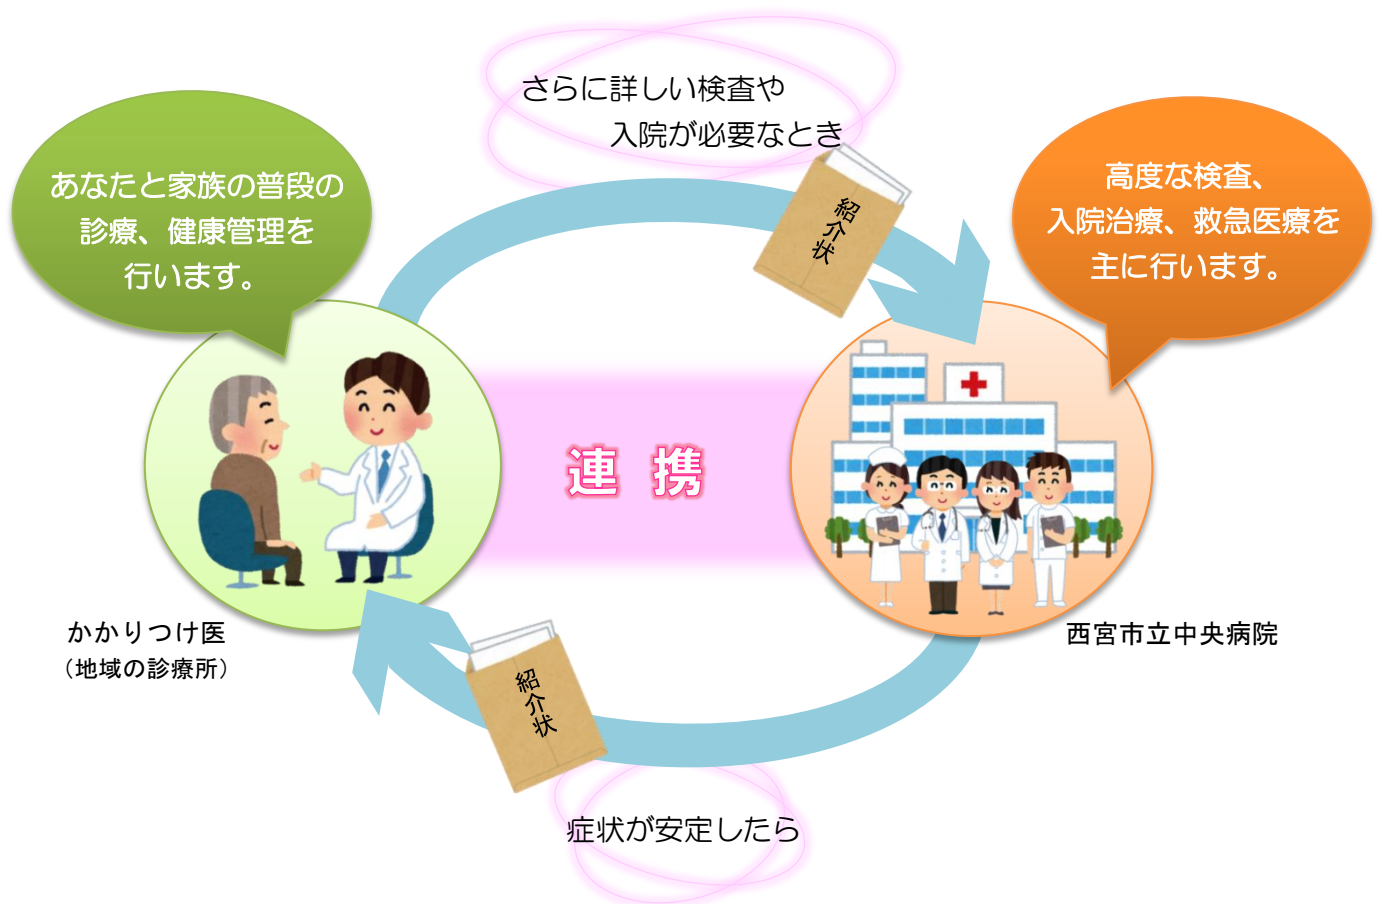 さらに詳しい検査や
入院が必要なとき
あなたと家族の普段の
診療、健康管理を
行います。
高度な検査、
入院治療、救急医療を
主に行います。
紹介状
連 携
かかりつけ医
（地域の診療所）
西宮市立中央病院
紹介状
症状が安定したら